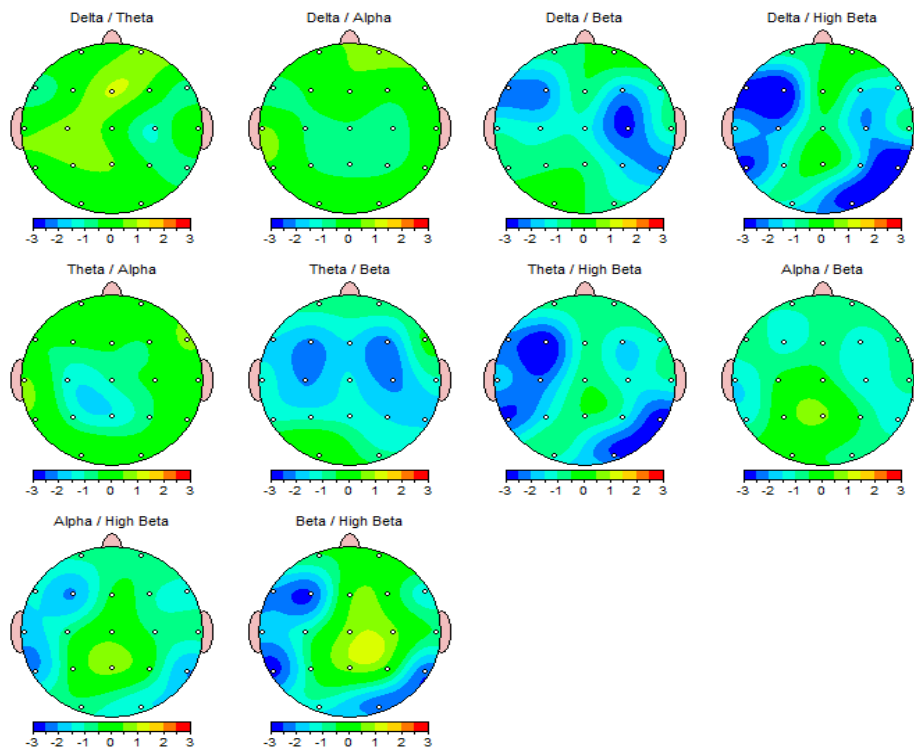 Delta / Theta
Delta / Alpha
Delta / Beta
Delta / High Beta
-3 -2 -1 0 1 2 3
-3 -2 -1 0 1 2 3
-3 -2 -1 0 1 2 3
-3 -2 -1 0 1 2 3
Theta / Alpha
Theta / Beta
Theta / High Beta
Alpha / Beta
-3 -2 -1 0 1 2 3
-3 -2 -1 0 1 2 3
-3 -2 -1 0 1 2 3
-3 -2 -1 0 1 2 3
Alpha / High Beta
Beta / High Beta
-3 -2 -1 0 1 2 3
-3 -2 -1 0 1 2 3